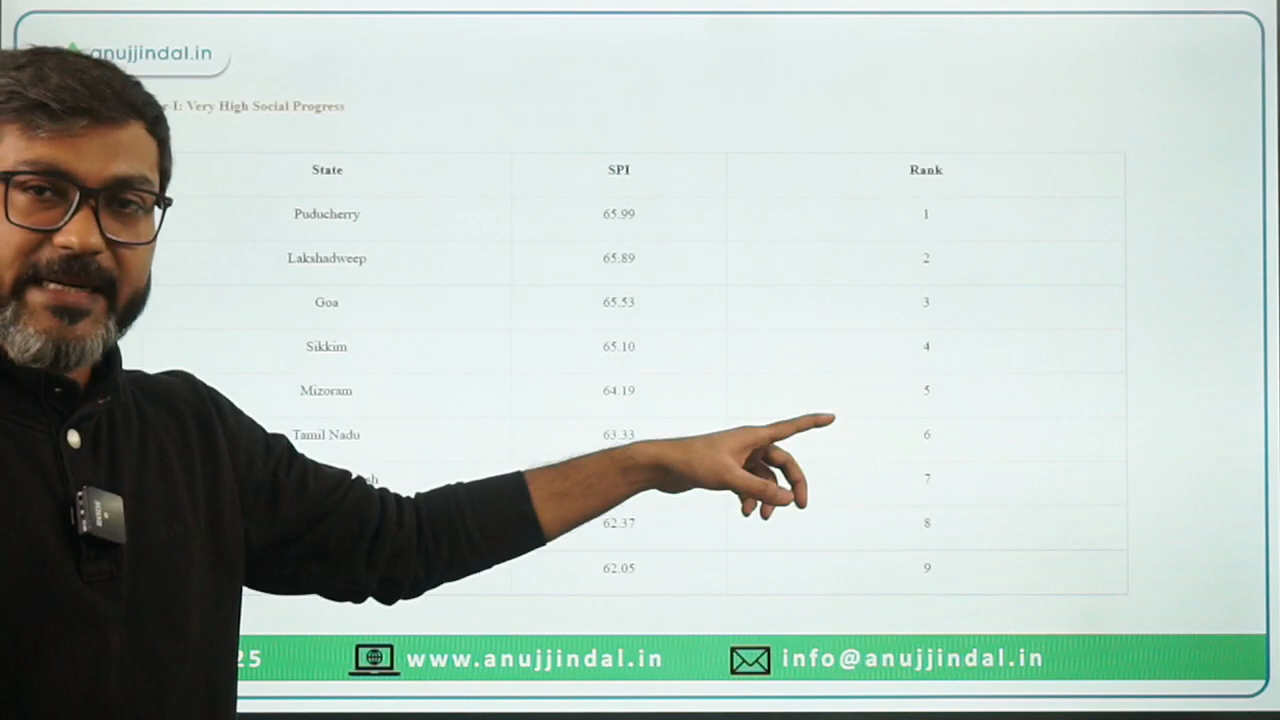 anujjindal.in
r-I: Very High Social Progress
State SPI Rank
Puducherry 65.99 1
Lakshadweep 65.89 2
Goa 65.53 3
Sikkim 65.10 4
Mizoram 64.19 5
Tamil Nadu 63.33 6
sh 7
62.37 8
62.05 9
25 www.anujjindal.in info@anujjindal.in